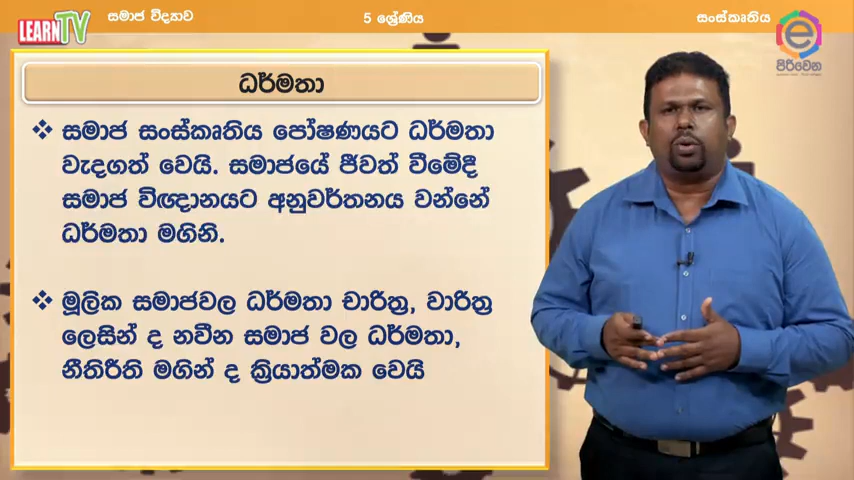 LEARN TV
සමාජ විද්‍යාව
5 ශ්‍රේණිය
සංස්කෘතිය
e
පිරිවෙන
ධර්මතා
❖ සමාජ සංස්කෘතිය පෝෂණයට ධර්මතා
වැදගත් වෙයි. සමාජයේ ජීවත් වීමේදී
සමාජ විඥානයට අනුවර්තනය වන්නේ
ධර්මතා මගිනි.
❖ මූලික සමාජවල ධර්මතා චාරිත්‍ර, වාරිත්‍ර
ලෙසින් ද නවීන සමාජ වල ධර්මතා,
නීතිරීති මගින් ද ක්‍රියාත්මක වෙයි